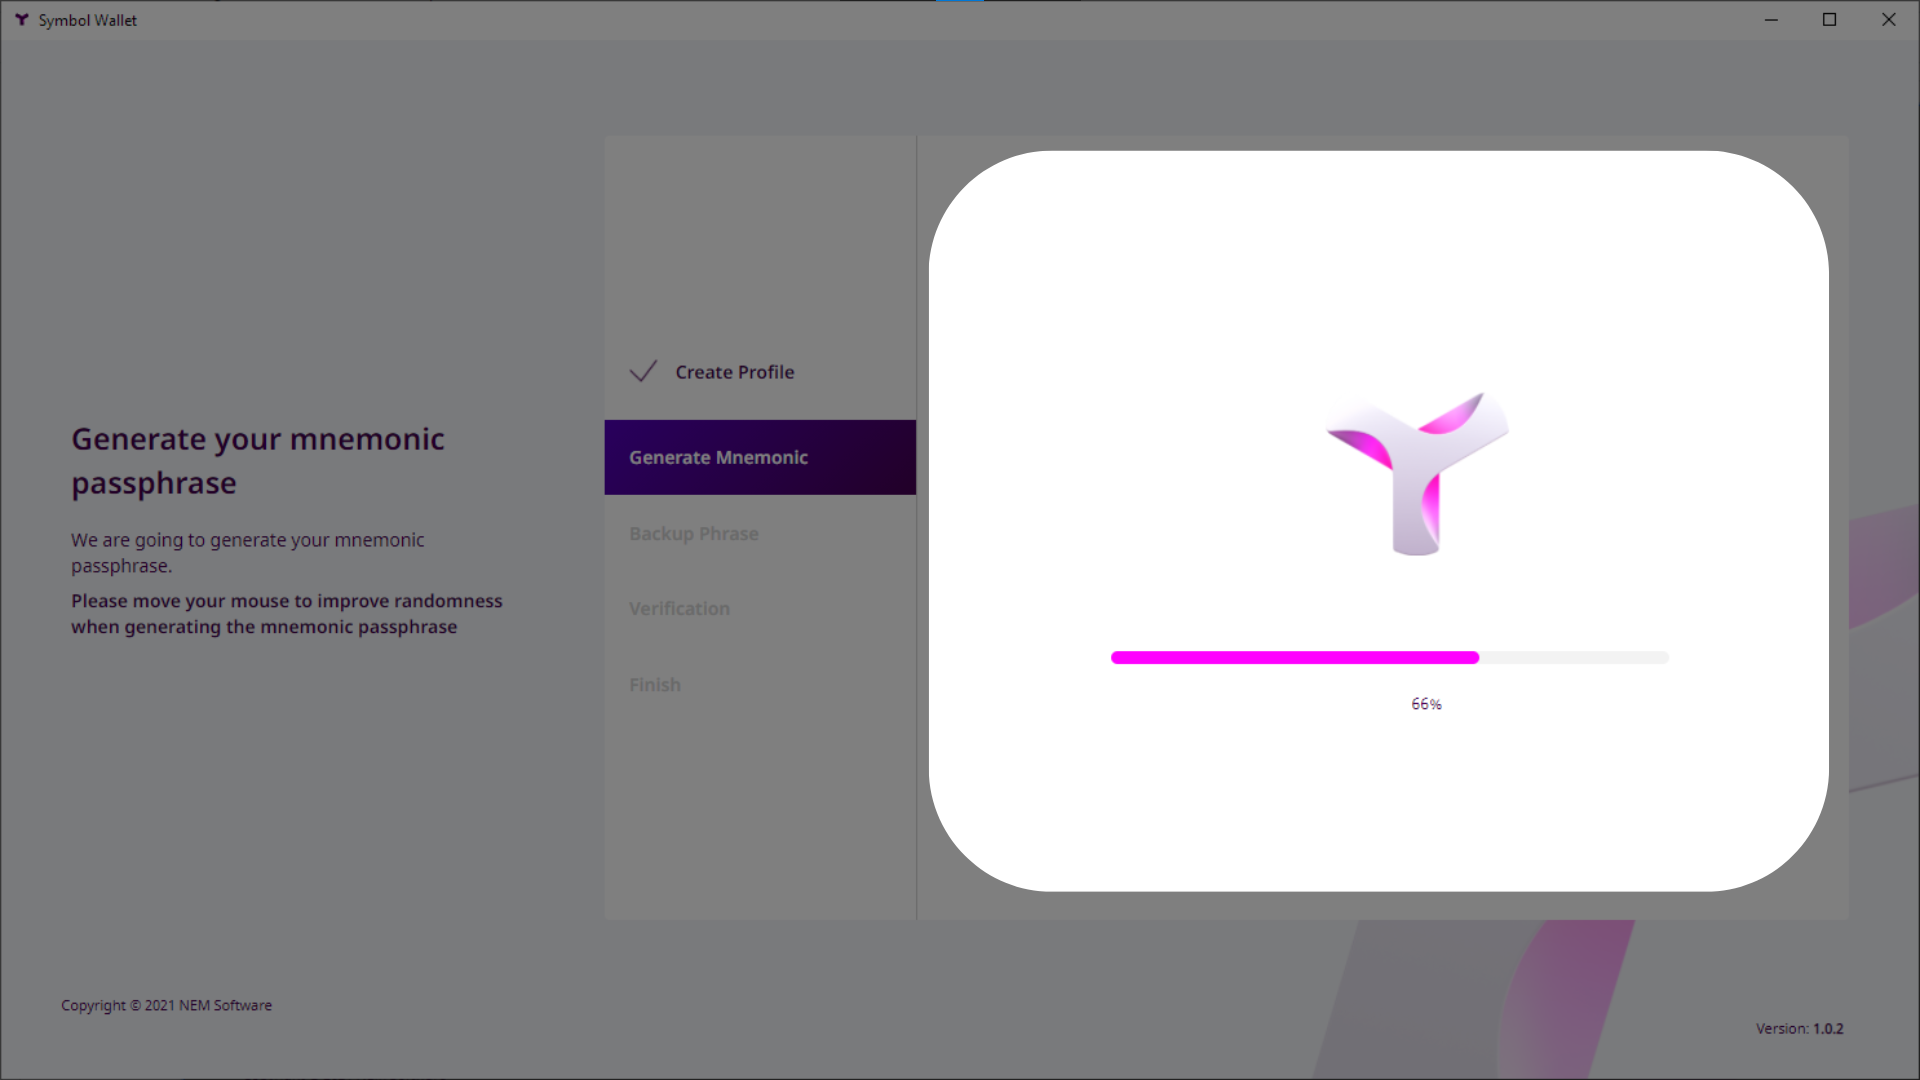 Symbol Wallet
Generate your mnemonic
passphrase
We are going to generate your mnemonic
passphrase.
Please move your mouse to improve randomness
when generating the mnemonic passphrase
Create Profile
Generate Mnemonic
Backup Phrase
Verification
Finish
66%
Copyright © 2021 NEM Software
Version: 1.0.2